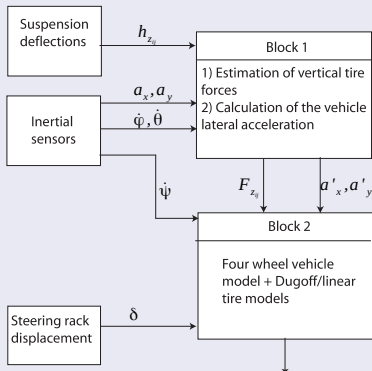 Suspension
deflections
h_{z_{ij}}
Block 1
1) Estimation of vertical tire
forces
2) Calculation of the vehicle
lateral acceleration
Inertial
sensors
a_x, a_y
φ̇, θ̇
ψ̇
F_{z_{ij}}
a'_x, a'_y
Block 2
Four wheel vehicle
model + Dugoff/linear
tire models
Steering rack
displacement
δ